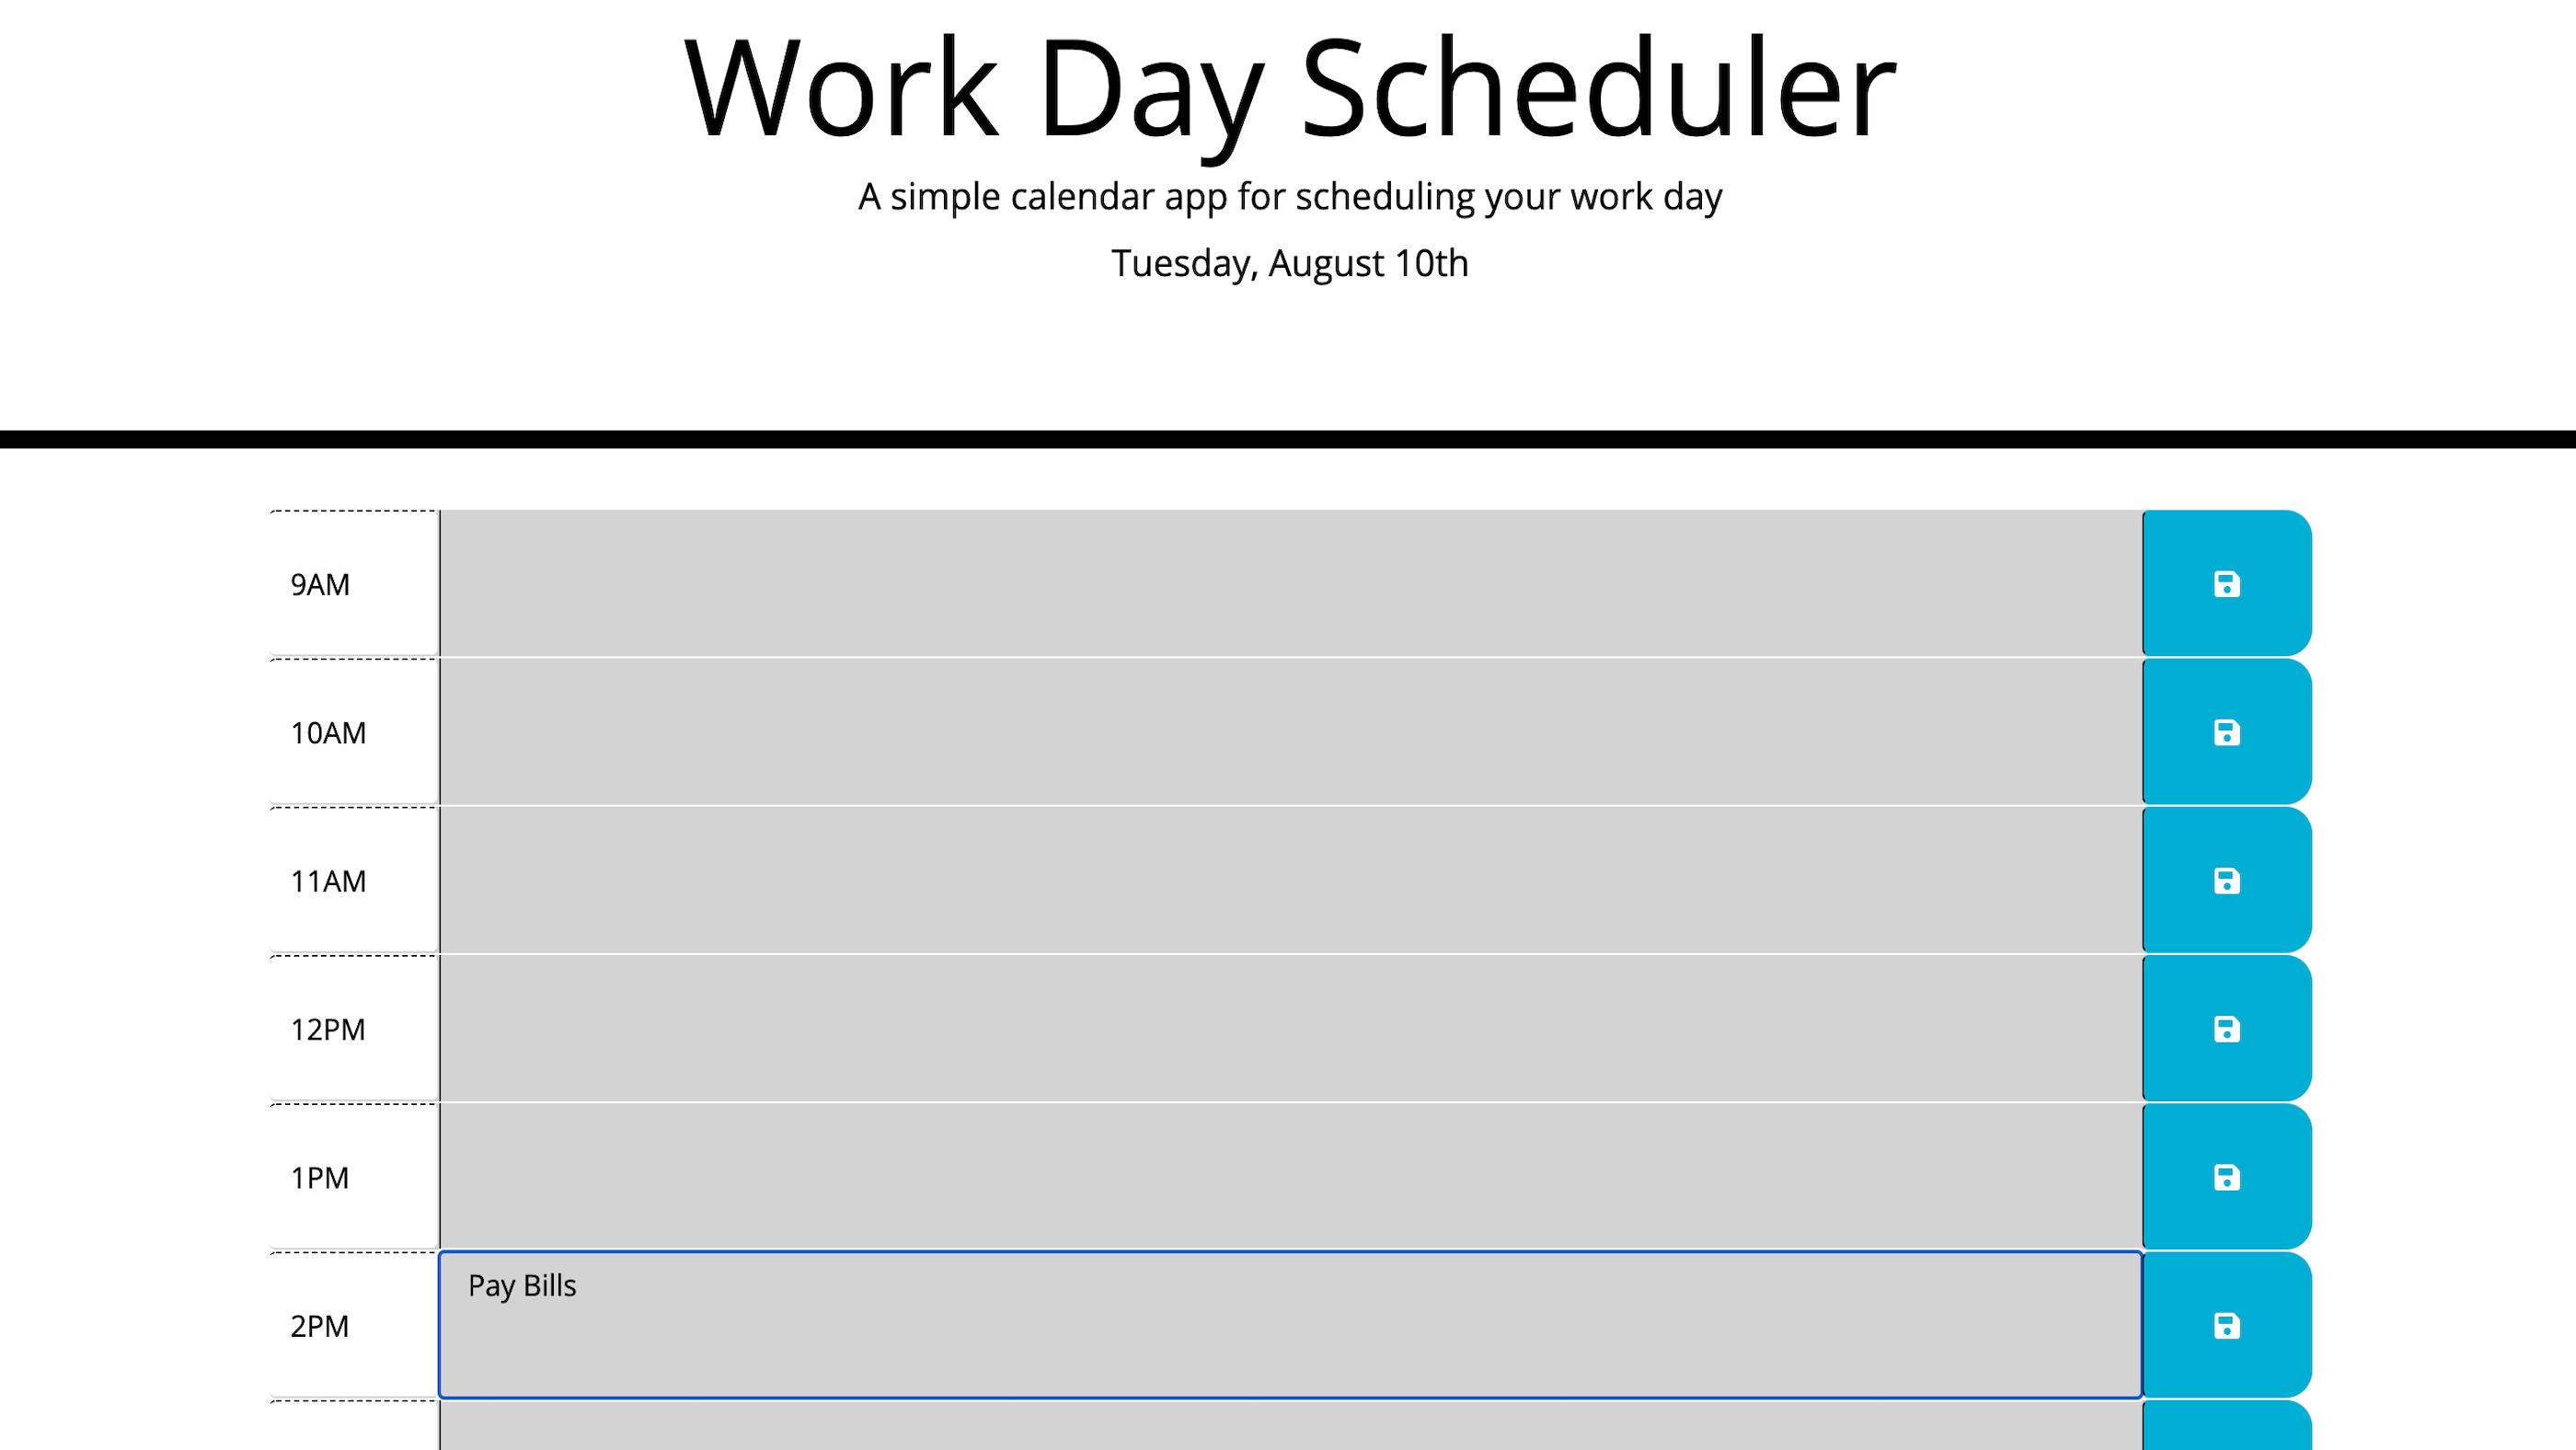 Work Day Scheduler
A simple calendar app for scheduling your work day
Tuesday, August 10th
9AM
10AM
11AM
12PM
1PM
2PM
Pay Bills